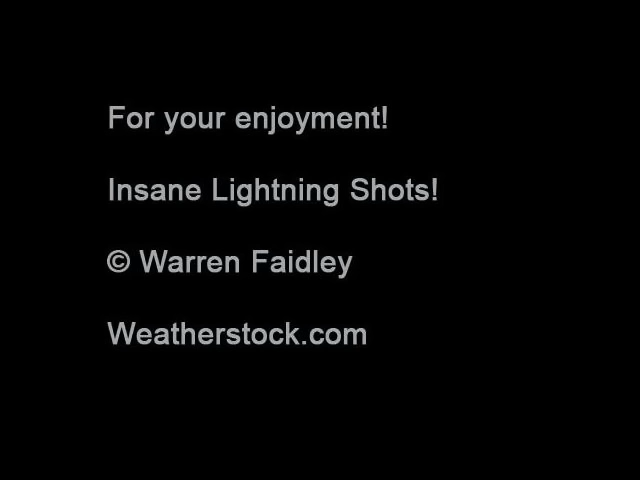 For your enjoyment!
Insane Lightning Shots!
© Warren Faidley
Weatherstock.com